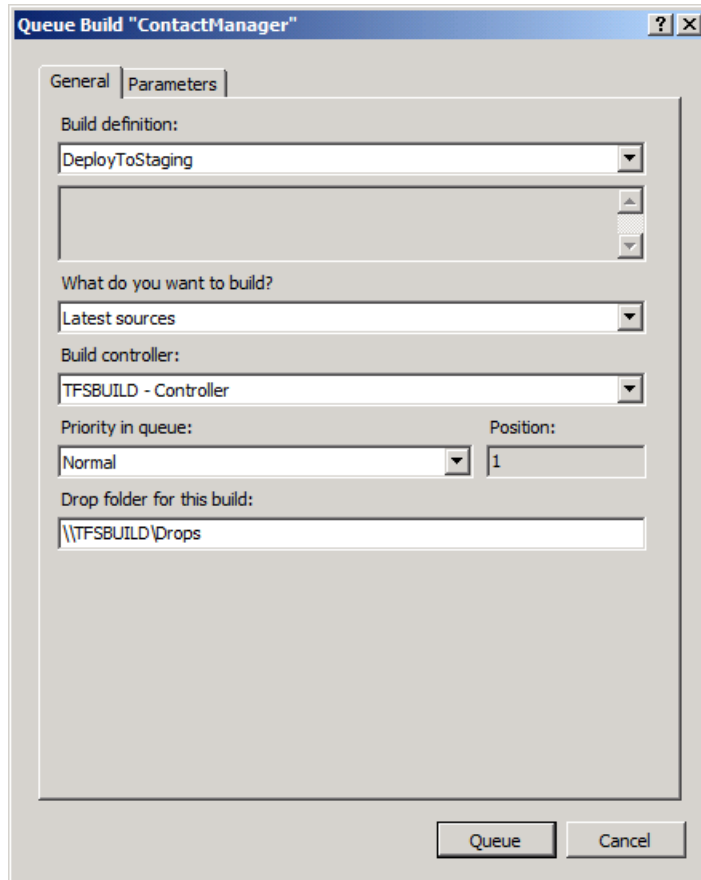 Queue Build "ContactManager"
General Parameters
Build definition:
DeployToStaging
What do you want to build?
Latest sources
Build controller:
TFSBUILD - Controller
Priority in queue: Position:
Normal 1
Drop folder for this build:
\\TFSBUILD\Drops
Queue Cancel